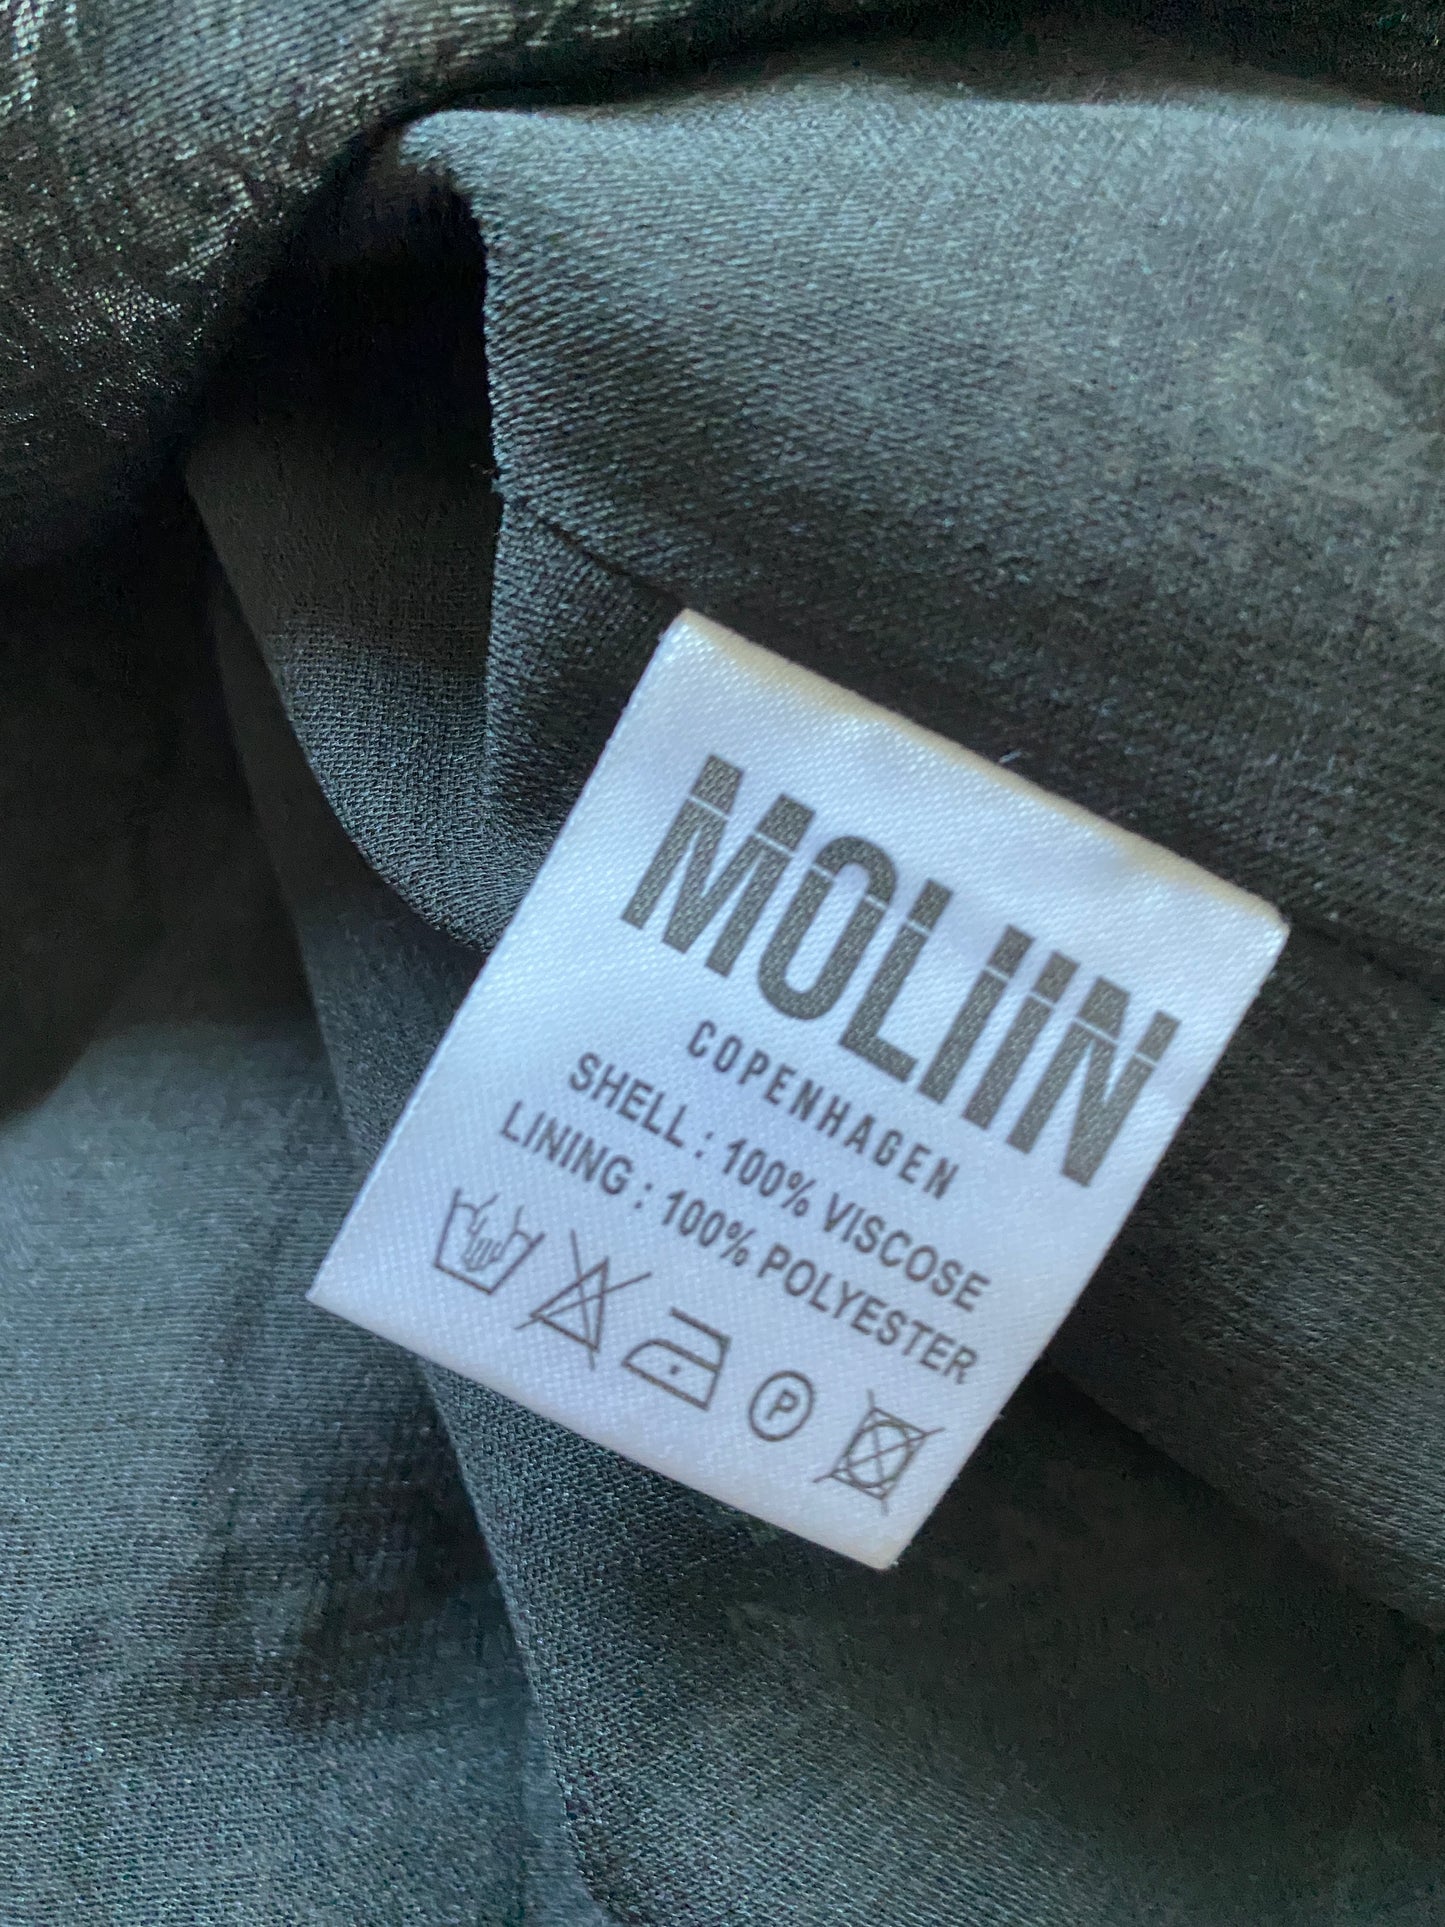 MOLIIN
COPENHAGEN
SHELL : 100% VISCOSE
LINING : 100% POLYESTER
P